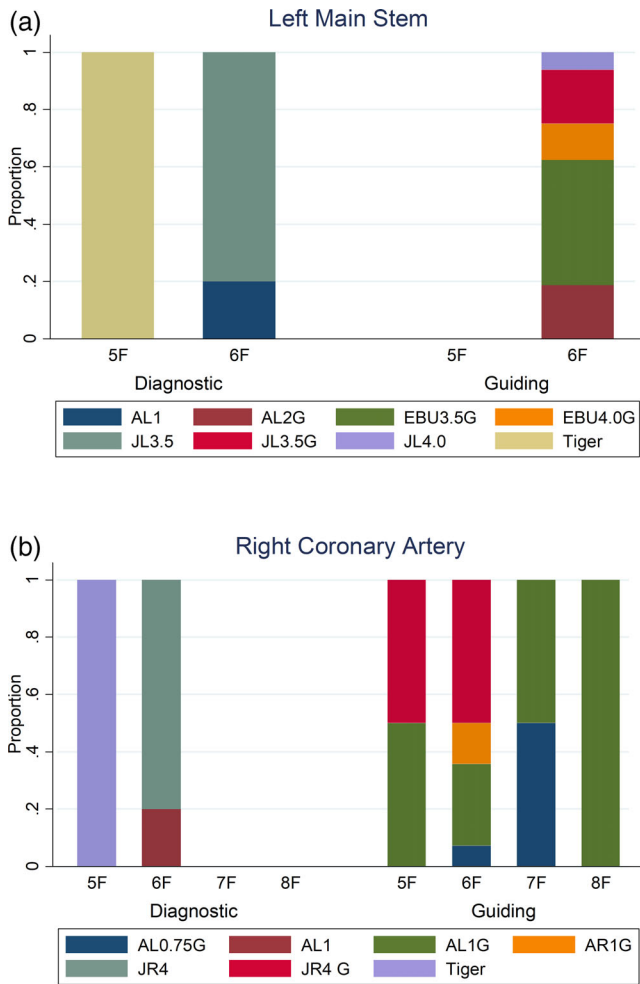 (a)
Left Main Stem
Proportion
0 .2 .4 .6 .8 1
5F 6F 5F 6F
Diagnostic Guiding
AL1 AL2G EBU3.5G EBU4.0G
JL3.5 JL3.5G JL4.0 Tiger
(b)
Right Coronary Artery
Proportion
0 .2 .4 .6 .8 1
5F 6F 7F 8F 5F 6F 7F 8F
Diagnostic Guiding
AL0.75G AL1 AL1G AR1G
JR4 JR4 G Tiger